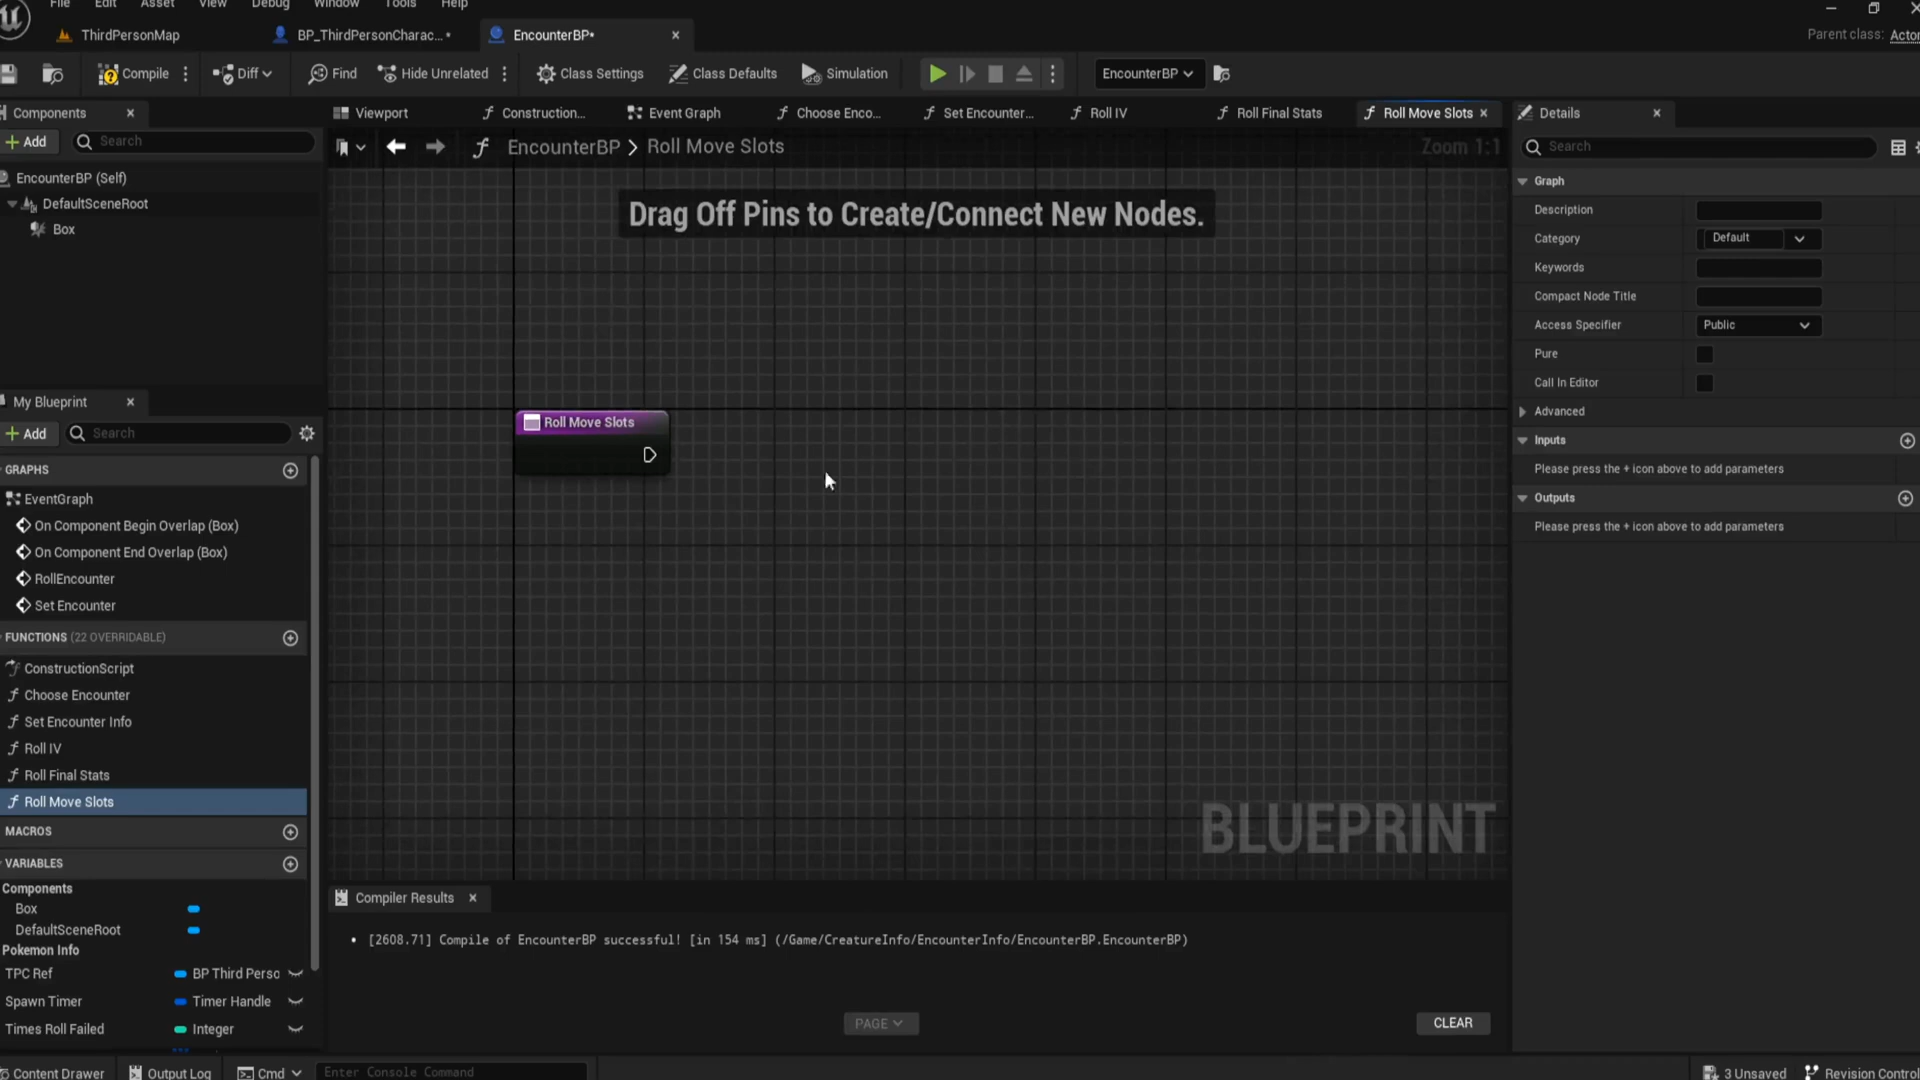 File Edit Asset View Debug Window Tools Help
ThirdPersonMap
BP_ThirdPersonCharac...•
EncounterBP•
Parent class: Actor
Compile
Diff
Find
Hide Unrelated
Class Settings
Class Defaults
Simulation
EncounterBP
Components
Viewport
Construction...
Event Graph
Choose Enco...
Set Encounter...
Roll IV
Roll Final Stats
Roll Move Slots
Details
Add
Search
EncounterBP > Roll Move Slots
Zoom 1:1
Search
EncounterBP (Self)
DefaultSceneRoot
Box
Drag Off Pins to Create/Connect New Nodes.
Graph
Description
Category
Default
Keywords
Compact Node Title
Access Specifier
Public
Pure
Call In Editor
Advanced
Inputs
Please press the + icon above to add parameters
Outputs
Please press the + icon above to add parameters
Roll Move Slots
BLUEPRINT
My Blueprint
Add
Search
GRAPHS
EventGraph
On Component Begin Overlap (Box)
On Component End Overlap (Box)
RollEncounter
Set Encounter
FUNCTIONS (22 OVERRIDABLE)
ConstructionScript
Choose Encounter
Set Encounter Info
Roll IV
Roll Final Stats
Roll Move Slots
MACROS
VARIABLES
Components
Box
DefaultSceneRoot
Pokemon Info
TPC Ref
BP Third Perso
Spawn Timer
Timer Handle
Times Roll Failed
Integer
Compiler Results
• [2608.71] Compile of EncounterBP successful! [in 154 ms] (/Game/CreatureInfo/EncounterInfo/EncounterBP.EncounterBP)
PAGE
CLEAR
Content Drawer
Output Log
Cmd
Enter Console Command
3 Unsaved
Revision Contro